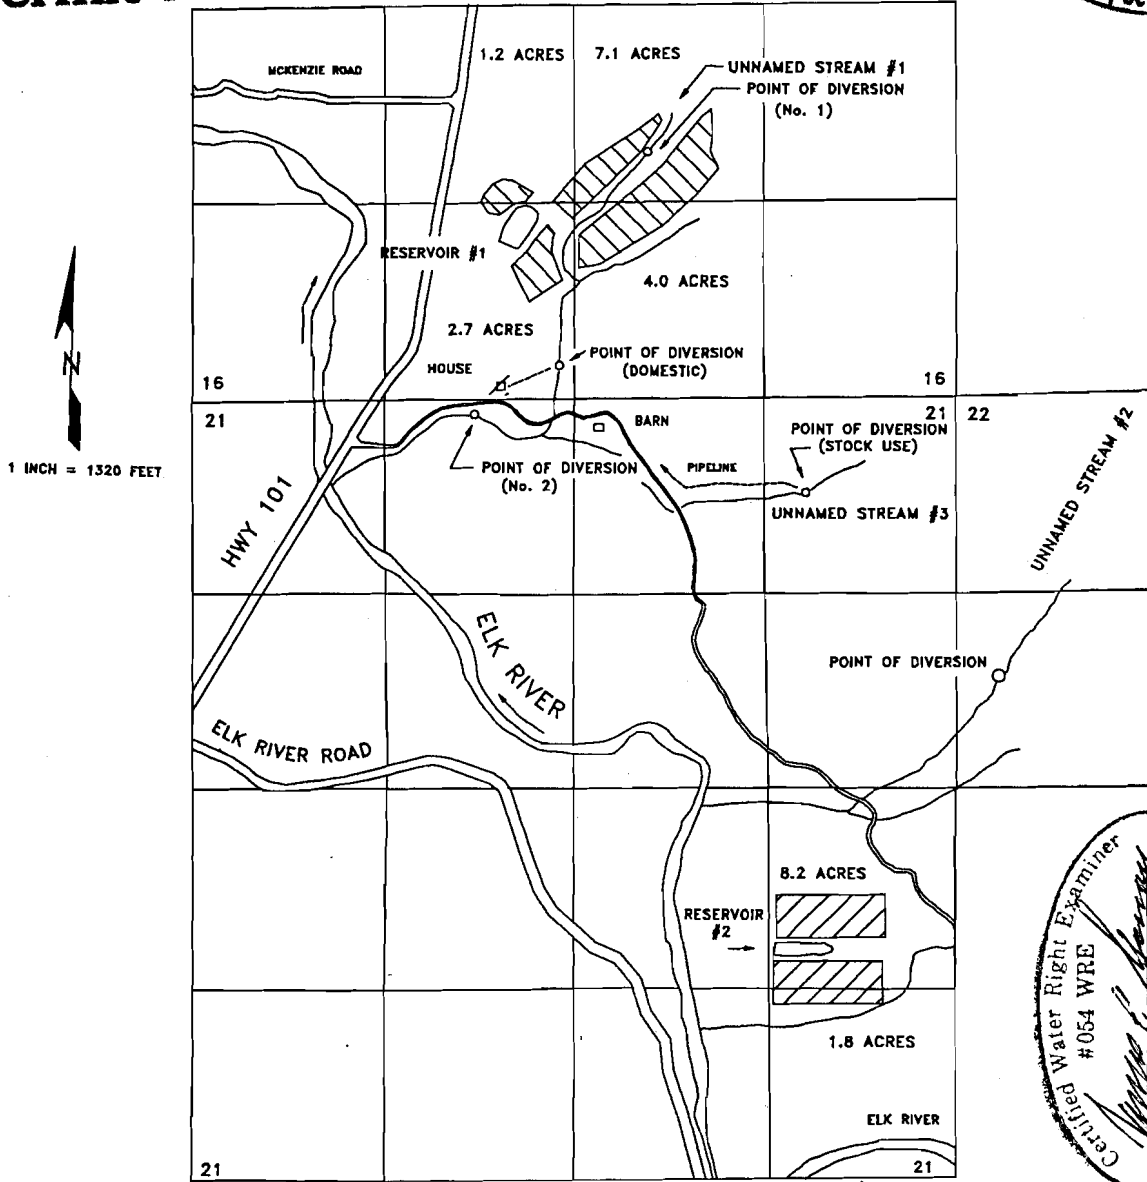 1.2 ACRES
7.1 ACRES
MCKENZIE ROAD
UNNAMED STREAM #1
POINT OF DIVERSION
(No. 1)
RESERVOIR #1
4.0 ACRES
2.7 ACRES
N
HOUSE
POINT OF DIVERSION
(DOMESTIC)
16
16
21
21
22
BARN
POINT OF DIVERSION
(STOCK USE)
1 INCH = 1320 FEET
POINT OF DIVERSION
(No. 2)
PIPELINE
UNNAMED STREAM #3
UNNAMED STREAM #2
HWY 101
ELK RIVER
POINT OF DIVERSION
ELK RIVER ROAD
8.2 ACRES
RESERVOIR
#2
1.8 ACRES
ELK RIVER
21
21
Certified Water Right Examiner
#054 WRE